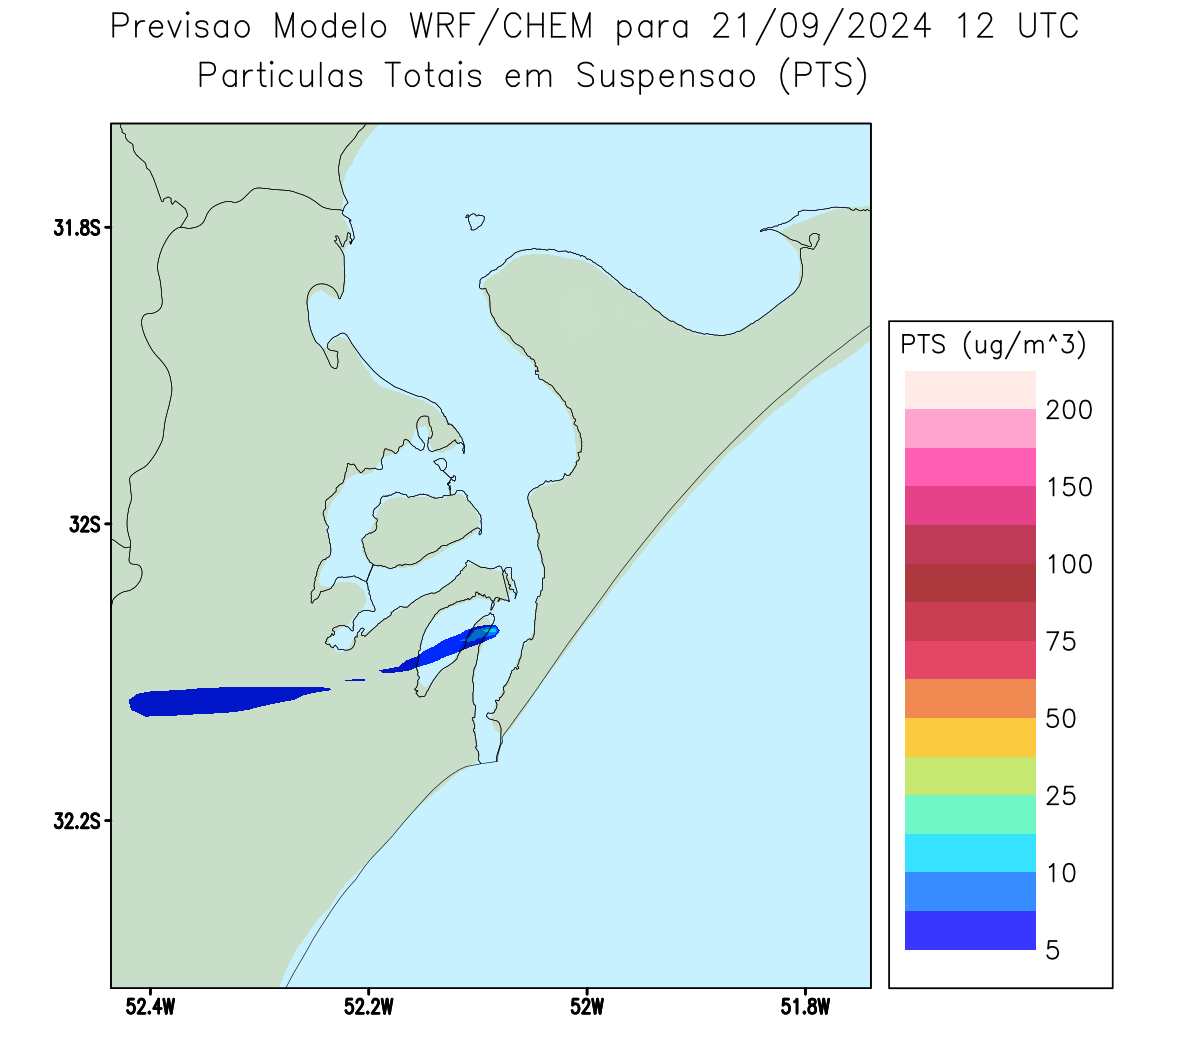 Previsao Modelo WRF/CHEM para 21/09/2024 12 UTC
Particulas Totais em Suspensao (PTS)
31.8S
32S
32.2S
52.4W
52.2W
52W
51.8W
PTS (ug/m^3)
200
150
100
75
50
25
10
5